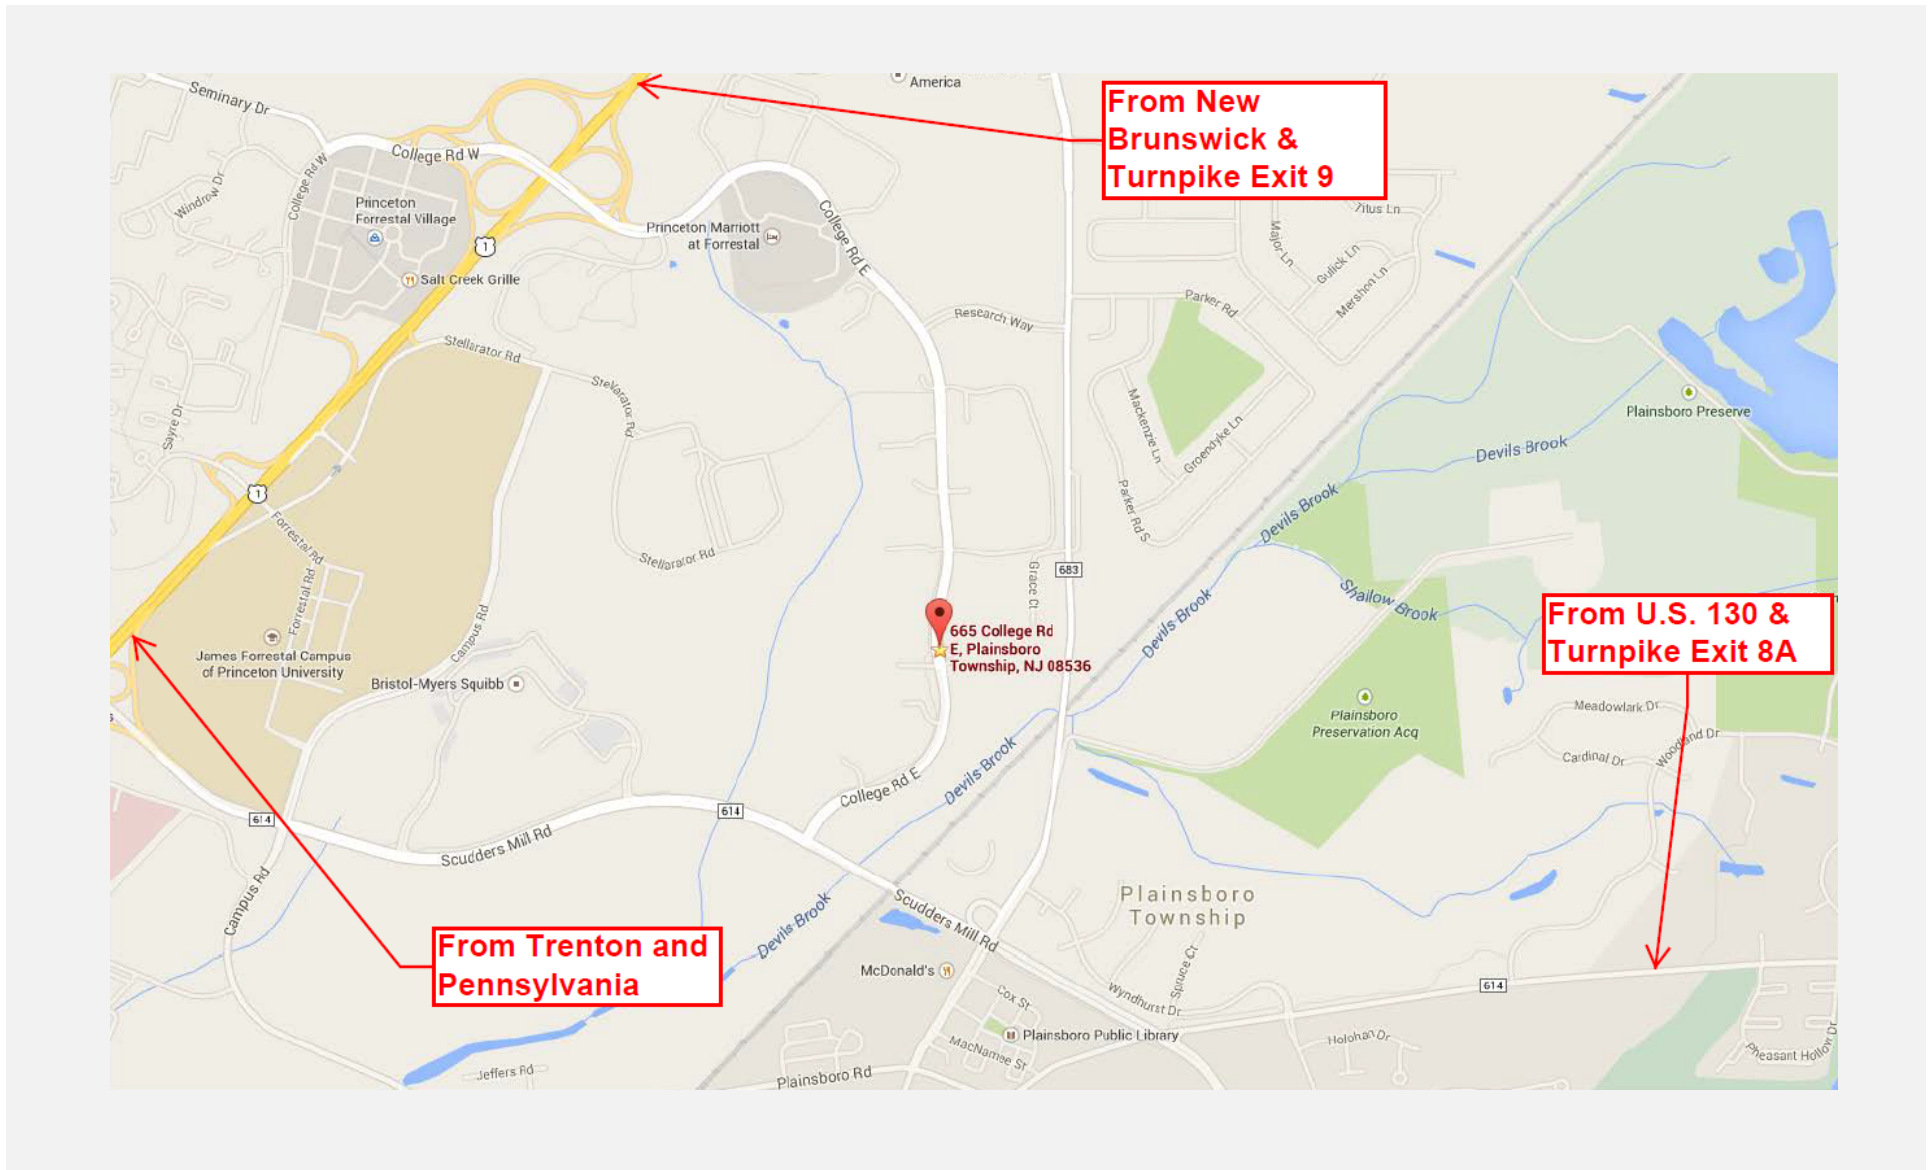 America
From New
Brunswick &
Turnpike Exit 9
Seminary Dr
College Rd W
College Rd W
Windrow Dr
Princeton
Forrestal Village
1
Salt Creek Grille
Princeton Marriott
at Forrestal
College Rd E
Titus Ln
Major Ln
Gulick Ln
Mershon Ln
Parker Rd
Research Way
Stellarator Rd
Stellarator Rd
Sayre Dr
Mackenzie Ln
Groendyke Ln
Plainsboro Preserve
Devils Brook
Devils Brook
Parker Rd S
1
Forrestal Rd
Stellarator Rd
Grace Ct
683
Shallow Brook
Devils Brook
From U.S. 130 &
Turnpike Exit 8A
Forrestal Rd
Campus Rd
665 College Rd
E, Plainsboro
Township, NJ 08536
James Forrestal Campus
of Princeton University
Bristol-Myers Squibb
Plainsboro
Preservation Acq
Meadowlark Dr
Woodland Dr
Cardinal Dr
s
College Rd E
Devils Brook
614
614
Scudders Mill Rd
Campus Rd
Plainsboro
Township
Scudders Mill Rd
Devils Brook
From Trenton and
Pennsylvania
McDonald's
Spruce Ct
Wyndhurst Dr
614
Cox St
Plainsboro Public Library
MacNamee St
Holohan Dr
Pheasant Hollow Dr
Jeffers Rd
Plainsboro Rd